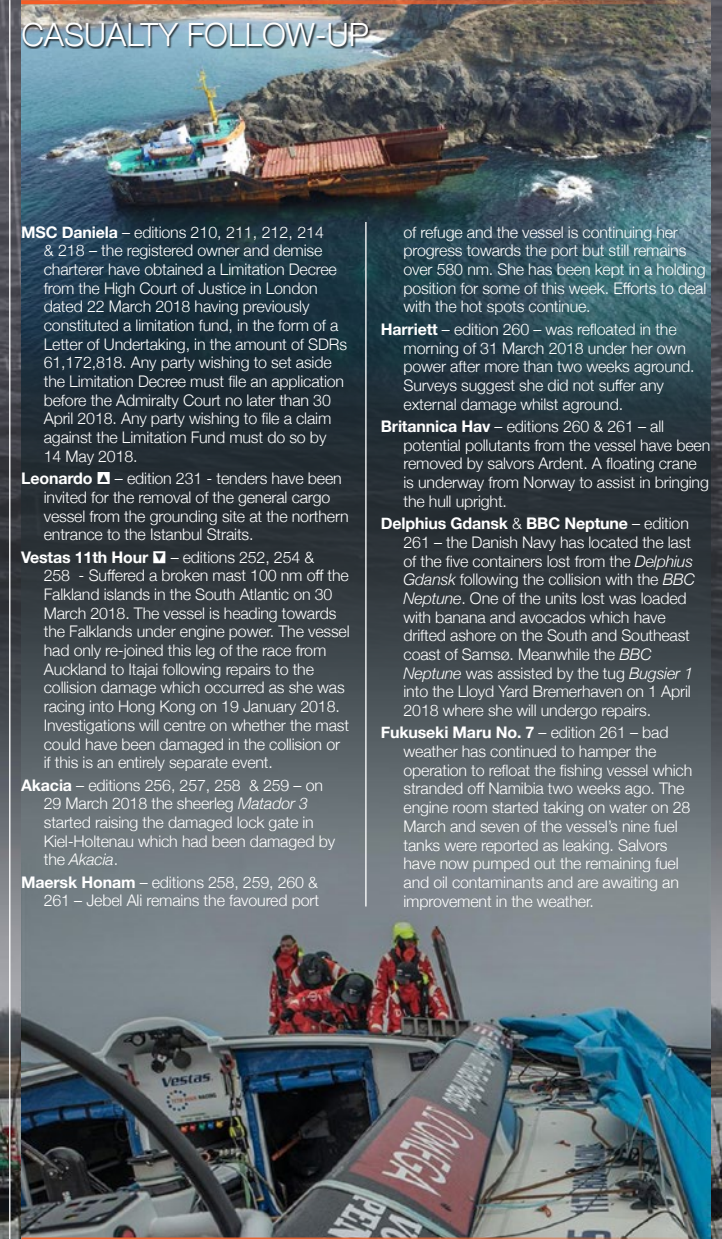 CASUALTY FOLLOW-UP
MSC Daniela – editions 210, 211, 212, 214
& 218 – the registered owner and demise
charterer have obtained a Limitation Decree
from the High Court of Justice in London
dated 22 March 2018 having previously
constituted a limitation fund, in the form of a
Letter of Undertaking, in the amount of SDRs
61,172,818. Any party wishing to set aside
the Limitation Decree must file an application
before the Admiralty Court no later than 30
April 2018. Any party wishing to file a claim
against the Limitation Fund must do so by
14 May 2018.
Leonardo – edition 231 - tenders have been
invited for the removal of the general cargo
vessel from the grounding site at the northern
entrance to the Istanbul Straits.
Vestas 11th Hour – editions 252, 254 &
258 - Suffered a broken mast 100 nm off the
Falkland islands in the South Atlantic on 30
March 2018. The vessel is heading towards
the Falklands under engine power. The vessel
had only re-joined this leg of the race from
Auckland to Itajai following repairs to the
collision damage which occurred as she was
racing into Hong Kong on 19 January 2018.
Investigations will centre on whether the mast
could have been damaged in the collision or
if this is an entirely separate event.
Akacia – editions 256, 257, 258 & 259 – on
29 March 2018 the sheerleg Matador 3
started raising the damaged lock gate in
Kiel-Holtenau which had been damaged by
the Akacia.
Maersk Honam – editions 258, 259, 260 &
261 – Jebel Ali remains the favoured port
of refuge and the vessel is continuing her
progress towards the port but still remains
over 580 nm. She has been kept in a holding
position for some of this week. Efforts to deal
with the hot spots continue.
Harriett – edition 260 – was refloated in the
morning of 31 March 2018 under her own
power after more than two weeks aground.
Surveys suggest she did not suffer any
external damage whilst aground.
Britannica Hav – editions 260 & 261 – all
potential pollutants from the vessel have been
removed by salvors Ardent. A floating crane
is underway from Norway to assist in bringing
the hull upright.
Delphius Gdansk & BBC Neptune – edition
261 – the Danish Navy has located the last
of the five containers lost from the Delphius
Gdansk following the collision with the BBC
Neptune. One of the units lost was loaded
with banana and avocados which have
drifted ashore on the South and Southeast
coast of Samsø. Meanwhile the BBC
Neptune was assisted by the tug Bugsier 1
into the Lloyd Yard Bremerhaven on 1 April
2018 where she will undergo repairs.
Fukuseki Maru No. 7 – edition 261 – bad
weather has continued to hamper the
operation to refloat the fishing vessel which
stranded off Namibia two weeks ago. The
engine room started taking on water on 28
March and seven of the vessel's nine fuel
tanks were reported as leaking. Salvors
have now pumped out the remaining fuel
and oil contaminants and are awaiting an
improvement in the weather.
Vestas
11TH HOUR RACING
Ω OMEGA